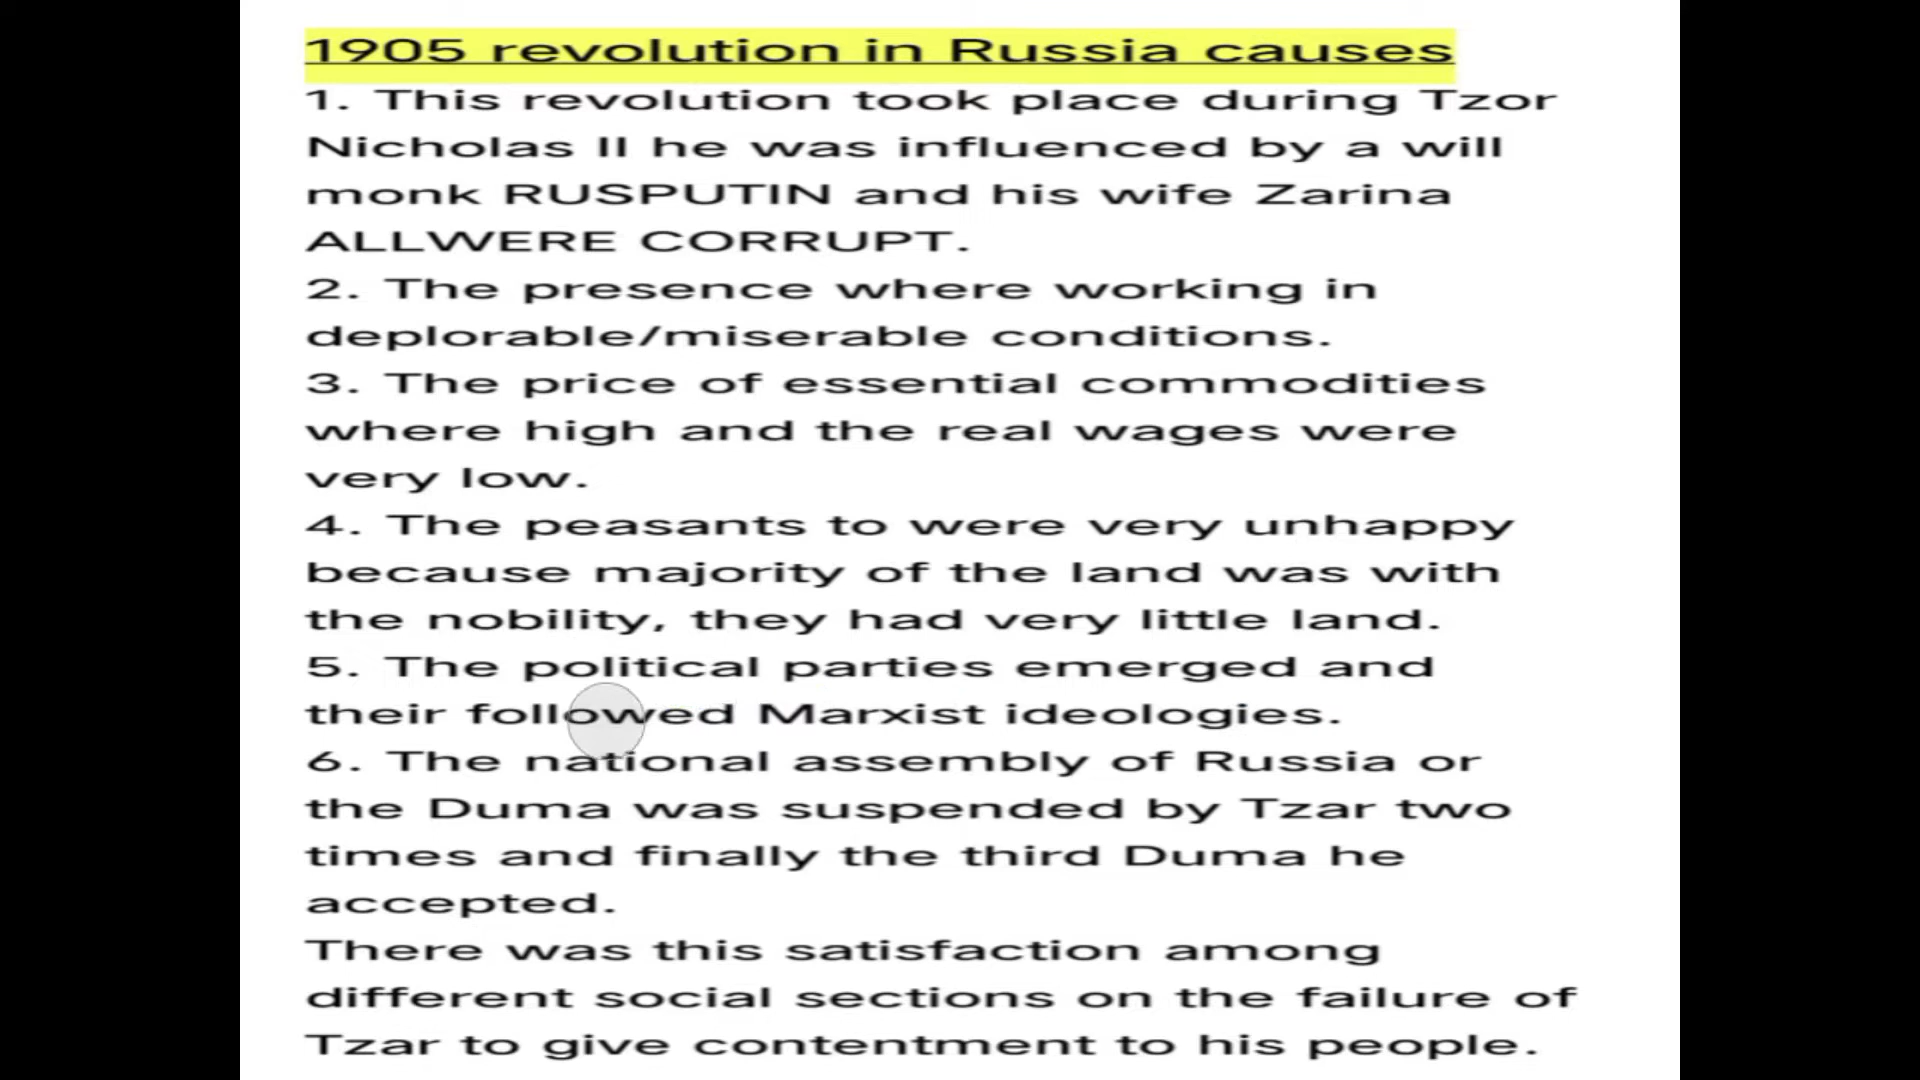 1905 revolution in Russia causes
1. This revolution took place during Tzor
Nicholas II he was influenced by a will
monk RUSPUTIN and his wife Zarina
ALLWERE CORRUPT.
2. The presence where working in
deplorable/miserable conditions.
3. The price of essential commodities
where high and the real wages were
very low.
4. The peasants to were very unhappy
because majority of the land was with
the nobility, they had very little land.
5. The political parties emerged and
their followed Marxist ideologies.
6. The national assembly of Russia or
the Duma was suspended by Tzar two
times and finally the third Duma he
accepted.
There was this satisfaction among
different social sections on the failure of
Tzar to give contentment to his people.